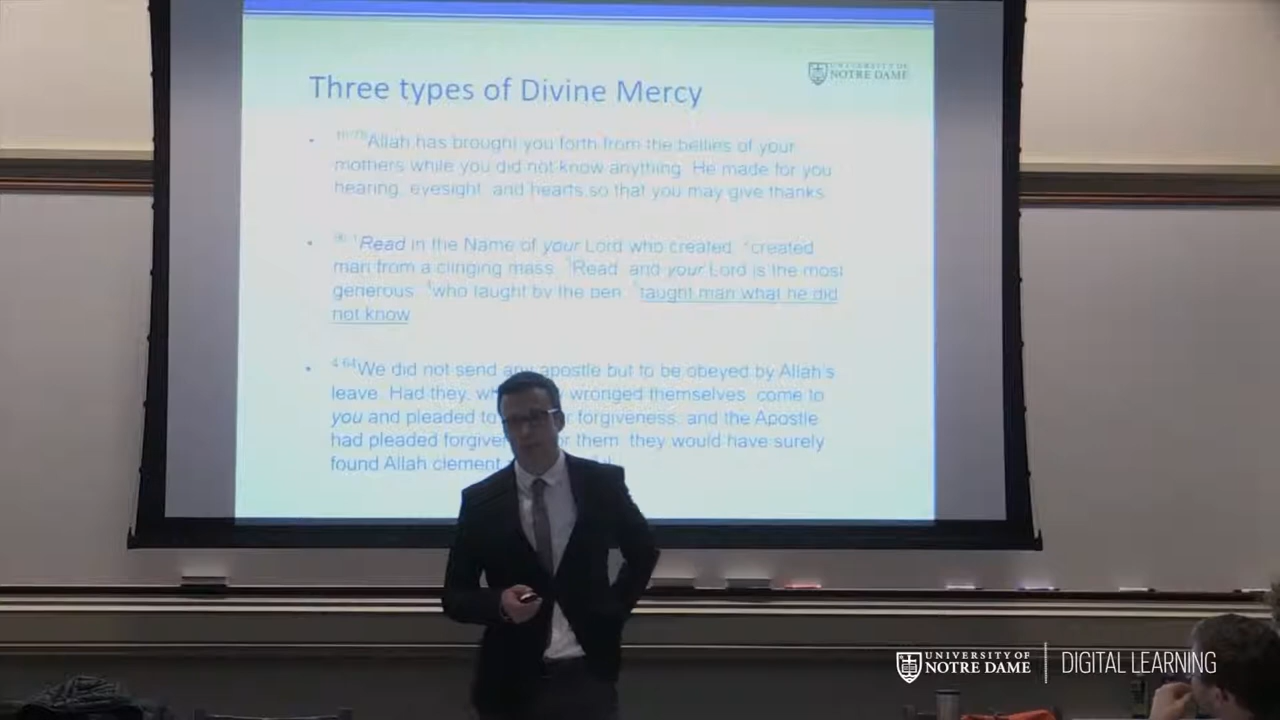 UNIVERSITY OF
NOTRE DAME
Three types of Divine Mercy
• Allah has brought you forth from the bellies of your
mothers while you did not know anything. He made for you
hearing, eyesight, and hearts so that you may give thanks
• Read in the Name of your Lord who created, created
man from a clinging mass. Read, and your Lord is the most
generous, who taught by the pen, taught man what he did
not know
• 4:64 We did not send any apostle but to be obeyed by Allah's
leave. Had they, wronged themselves, come to
you and pleaded to forgiveness, and the Apostle
had pleaded them, they would have surely
found Allah clement
UNIVERSITY OF
NOTRE DAME
DIGITAL LEARNING